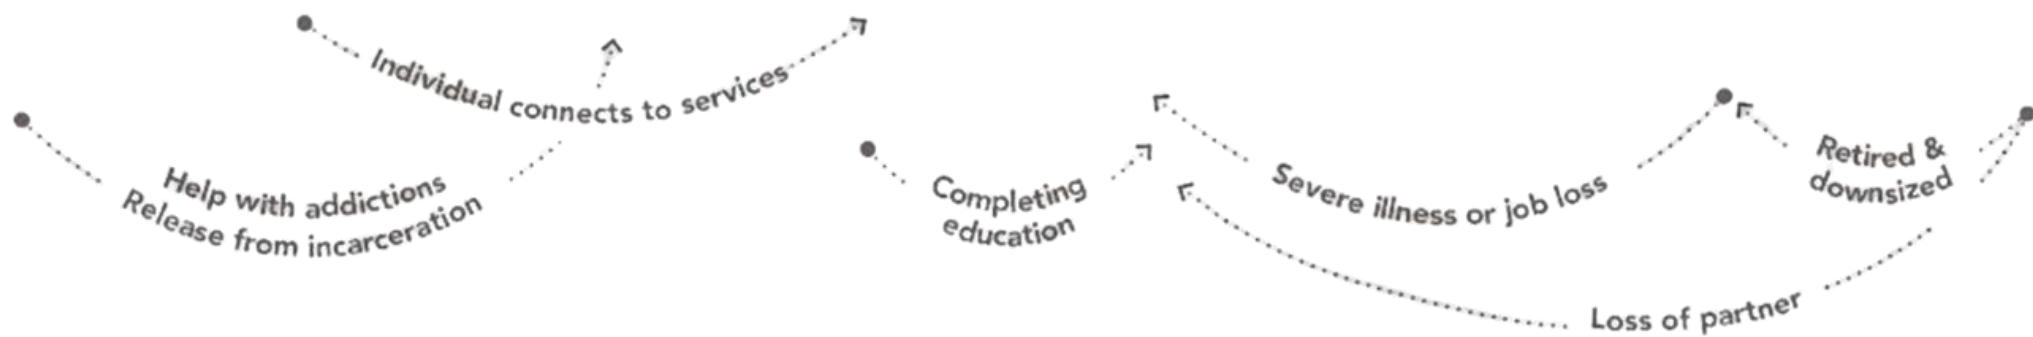 Individual connects to services
Help with addictions
Release from incarceration
Completing
education
Severe illness or job loss
Retired &
downsized
Loss of partner